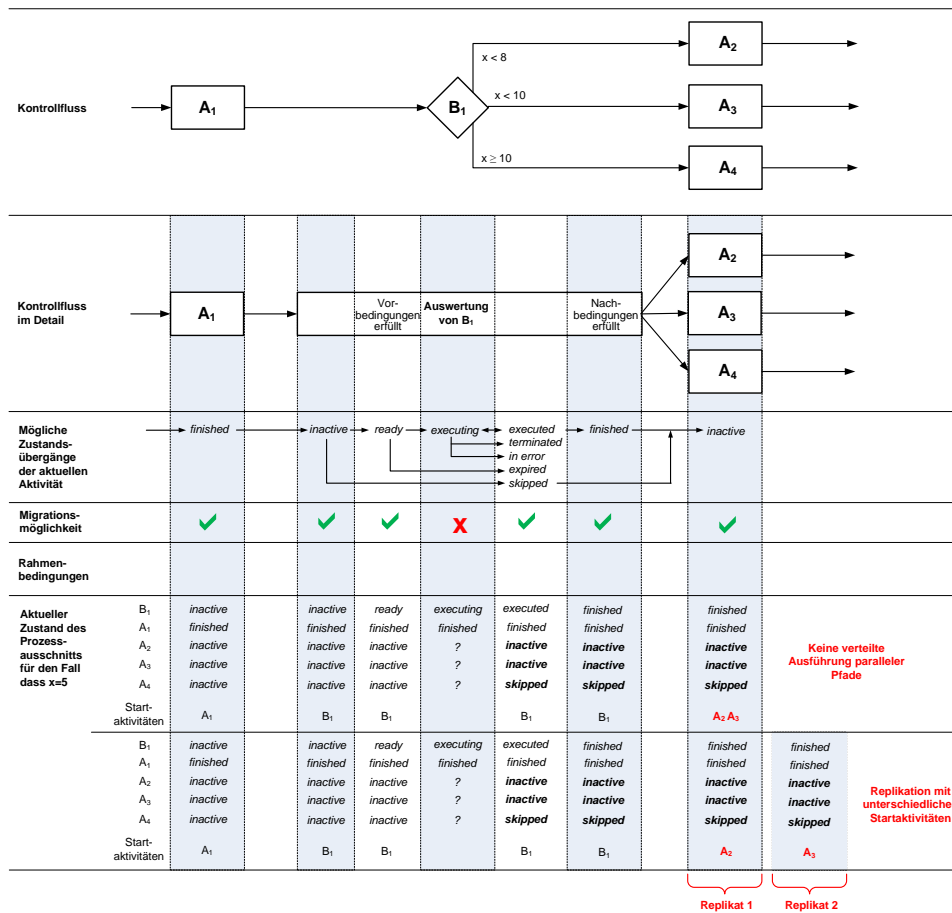 A2
x < 8
Kontrollfluss
A1
B1
x < 10
A3
x ≥ 10
A4
Kontrollfluss
im Detail
A1
Vor-
bedingungen
erfüllt
Auswertung
von B1
Nach-
bedingungen
erfüllt
A2
A3
A4
Mögliche
Zustands-
übergänge
der aktuellen
Aktivität
finished inactive ready executing executed finished inactive
terminated
in error
expired
skipped
Migrations-
möglichkeit
X
Rahmen-
bedingungen
Aktueller
Zustand des
Prozess-
ausschnitts
für den Fall
dass x=5
B1 inactive inactive ready executing executed finished finished
A1 finished finished finished finished finished finished finished
A2 inactive inactive inactive ? inactive inactive inactive
A3 inactive inactive inactive ? inactive inactive inactive
A4 inactive inactive inactive ? skipped skipped skipped
Start-
aktivitäten
A1 B1 B1 B1 B1 A2 A3
Keine verteilte
Ausführung paralleler
Pfade
B1 inactive inactive ready executing executed finished finished finished
A1 finished finished finished finished finished finished finished finished
A2 inactive inactive inactive ? inactive inactive inactive inactive
A3 inactive inactive inactive ? inactive inactive inactive inactive
A4 inactive inactive inactive ? skipped skipped skipped skipped
Start-
aktivitäten
A1 B1 B1 B1 B1 A2 A3
Replikation mit
unterschiedliche
Startaktivitäten
Replikat 1
Replikat 2